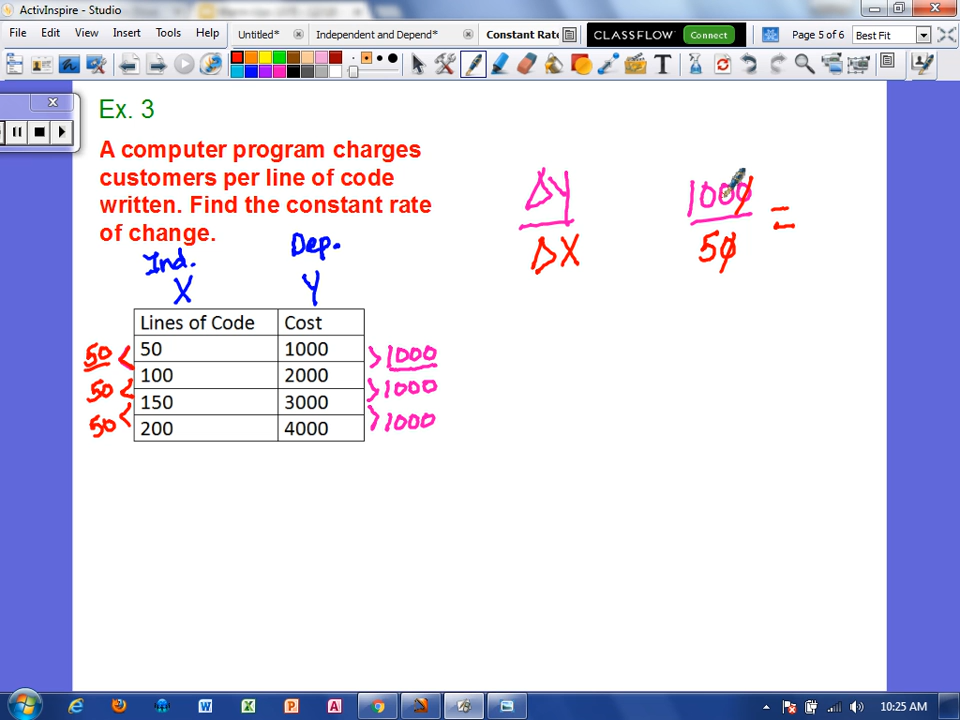 ActivInspire - Studio
File Edit View Insert Tools Help Untitled* Independent and Depend* Constant Rate CLASSFLOW Connect Page 5 of 6 Best Fit
Ex. 3
A computer program charges
customers per line of code
written. Find the constant rate
of change.
Ind. Dep.
X Y
Lines of Code Cost
50 50 1000 1000
100 2000
50 1000
150 3000
50 1000
200 4000
ΔY
ΔX
1000
50
=
10:25 AM